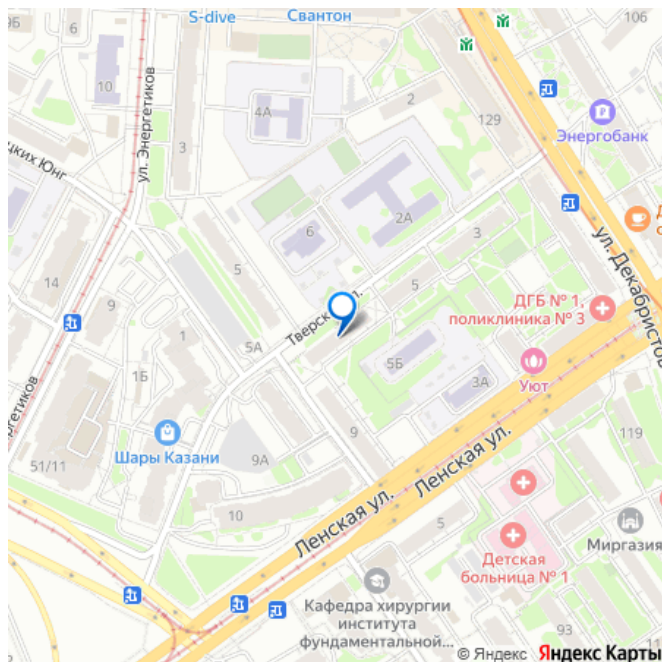 9Б
6
S-dive
Свантон
106
10
ул. Энергетиков
4А
2
129
Энергобанк
3
цких Юнг
2А
6
3
ул. Декабристов
14
5
5
Тверск
л.
ДГБ № 1,
поликлиника № 3
9
1
5А
5Б
3А
Уют
1Б
Шары Казани
9
119
51/11
9А
Ленская ул.
Ленская ул.
10
5
Миргазия
Детская
больница № 1
Кафедра хирургии
института
фундаментальной...
93
© Яндекс Яндекс Карты